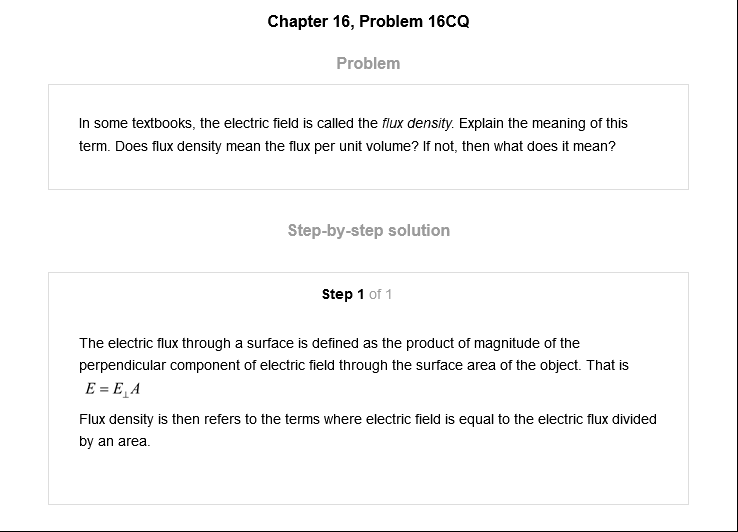 Chapter 16, Problem 16CQ
Problem
In some textbooks, the electric field is called the flux density. Explain the meaning of this
term. Does flux density mean the flux per unit volume? If not, then what does it mean?
Step-by-step solution
Step 1 of 1
The electric flux through a surface is defined as the product of magnitude of the
perpendicular component of electric field through the surface area of the object. That is
E = E⊥A
Flux density is then refers to the terms where electric field is equal to the electric flux divided
by an area.